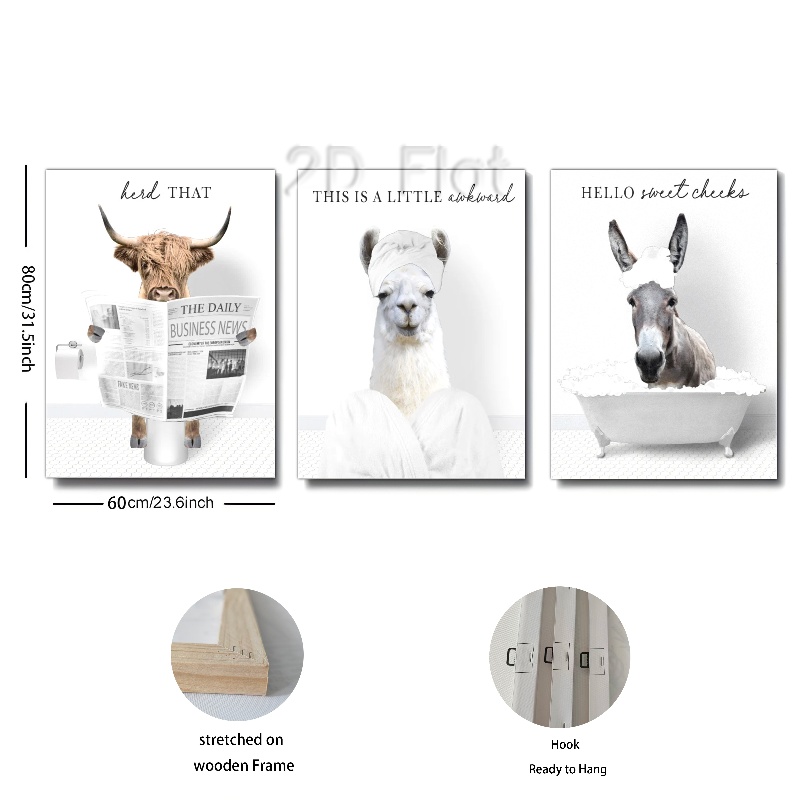 2D Flat
herd THAT
THIS IS A LITTLE awkward
HELLO sweet cheeks
THE DAILY
BUSINESS NEWS
80cm/31.5inch
60cm/23.6inch
stretched on
wooden Frame
Hook
Ready to Hang